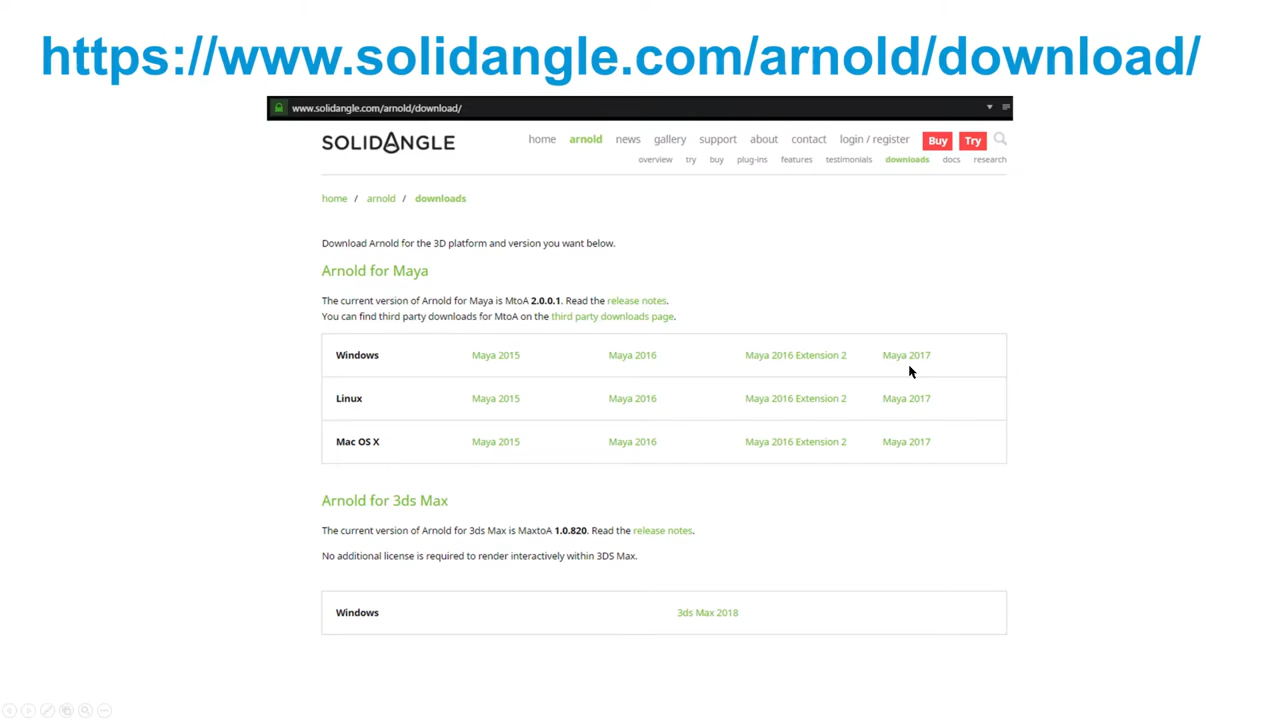 https://www.solidangle.com/arnold/download/
www.solidangle.com/arnold/download/
SOLIDANGLE
home arnold news gallery support about contact login / register Buy Try
overview try buy plug-ins features testimonials downloads docs research
home / arnold / downloads
Download Arnold for the 3D platform and version you want below.
Arnold for Maya
The current version of Arnold for Maya is MtoA 2.0.0.1. Read the release notes.
You can find third party downloads for MtoA on the third party downloads page.
Windows Maya 2015 Maya 2016 Maya 2016 Extension 2 Maya 2017
Linux Maya 2015 Maya 2016 Maya 2016 Extension 2 Maya 2017
Mac OS X Maya 2015 Maya 2016 Maya 2016 Extension 2 Maya 2017
Arnold for 3ds Max
The current version of Arnold for 3ds Max is MaxtoA 1.0.820. Read the release notes.
No additional license is required to render interactively within 3DS Max.
Windows 3ds Max 2018